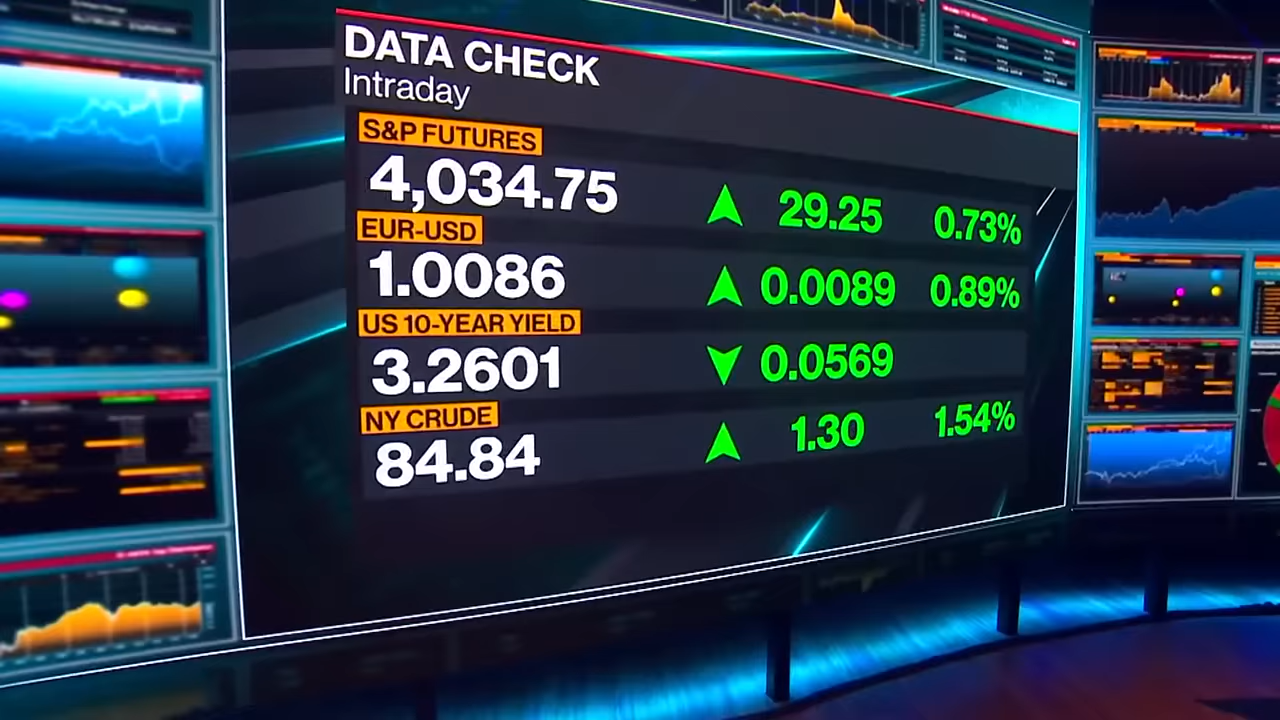 DATA CHECK
Intraday
S&P FUTURES
4,034.75 29.25 0.73%
EUR-USD
1.0086 0.0089 0.89%
US 10-YEAR YIELD
3.2601 0.0569
NY CRUDE
84.84 1.30 1.54%